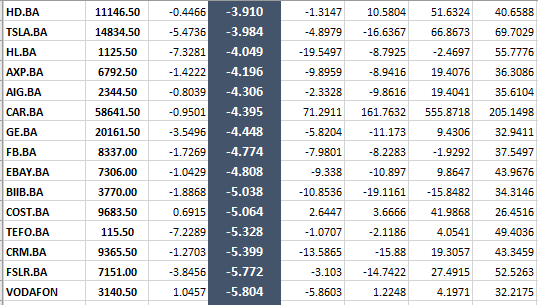 HD.BA 11146.50 -0.4466 -3.910 -1.3147 10.5804 51.6324 40.6588
TSLA.BA 14834.50 -5.4736 -3.984 -4.8979 -16.6367 66.8673 69.7029
HL.BA 1125.50 -7.3281 -4.049 -19.5497 -8.7925 -2.4697 55.7776
AXP.BA 6792.50 -1.4222 -4.196 -9.8959 -8.9416 19.4076 36.3086
AIG.BA 2344.50 -0.8039 -4.306 -2.3328 -9.8616 19.4041 35.5604
CAR.BA 58641.50 -0.9501 -4.395 71.2911 161.7632 555.8718 205.1498
GE.BA 20161.50 -3.5496 -4.448 -5.8204 -11.173 9.4306 32.9411
FB.BA 8337.00 -1.7269 -4.774 -7.9801 -8.2283 -1.9292 37.5497
EBAY.BA 7306.00 -1.0429 -4.808 -9.338 -10.897 9.8647 43.9676
BIIB.BA 3770.00 -1.8868 -5.038 -10.8536 -19.1161 -15.8482 34.3146
COST.BA 9683.50 0.6915 -5.064 2.6447 3.6666 41.9868 26.4516
TEFO.BA 115.50 -7.2289 -5.328 -1.0707 -2.1186 4.0541 49.4036
CRM.BA 9365.50 -1.2703 -5.399 -13.5865 -15.88 19.3057 43.3459
FSLR.BA 7151.00 -3.8456 -5.772 -3.103 -14.7422 27.4915 52.5263
VODAFON 3140.50 1.0457 -5.804 -5.8603 1.2248 4.1971 32.2175